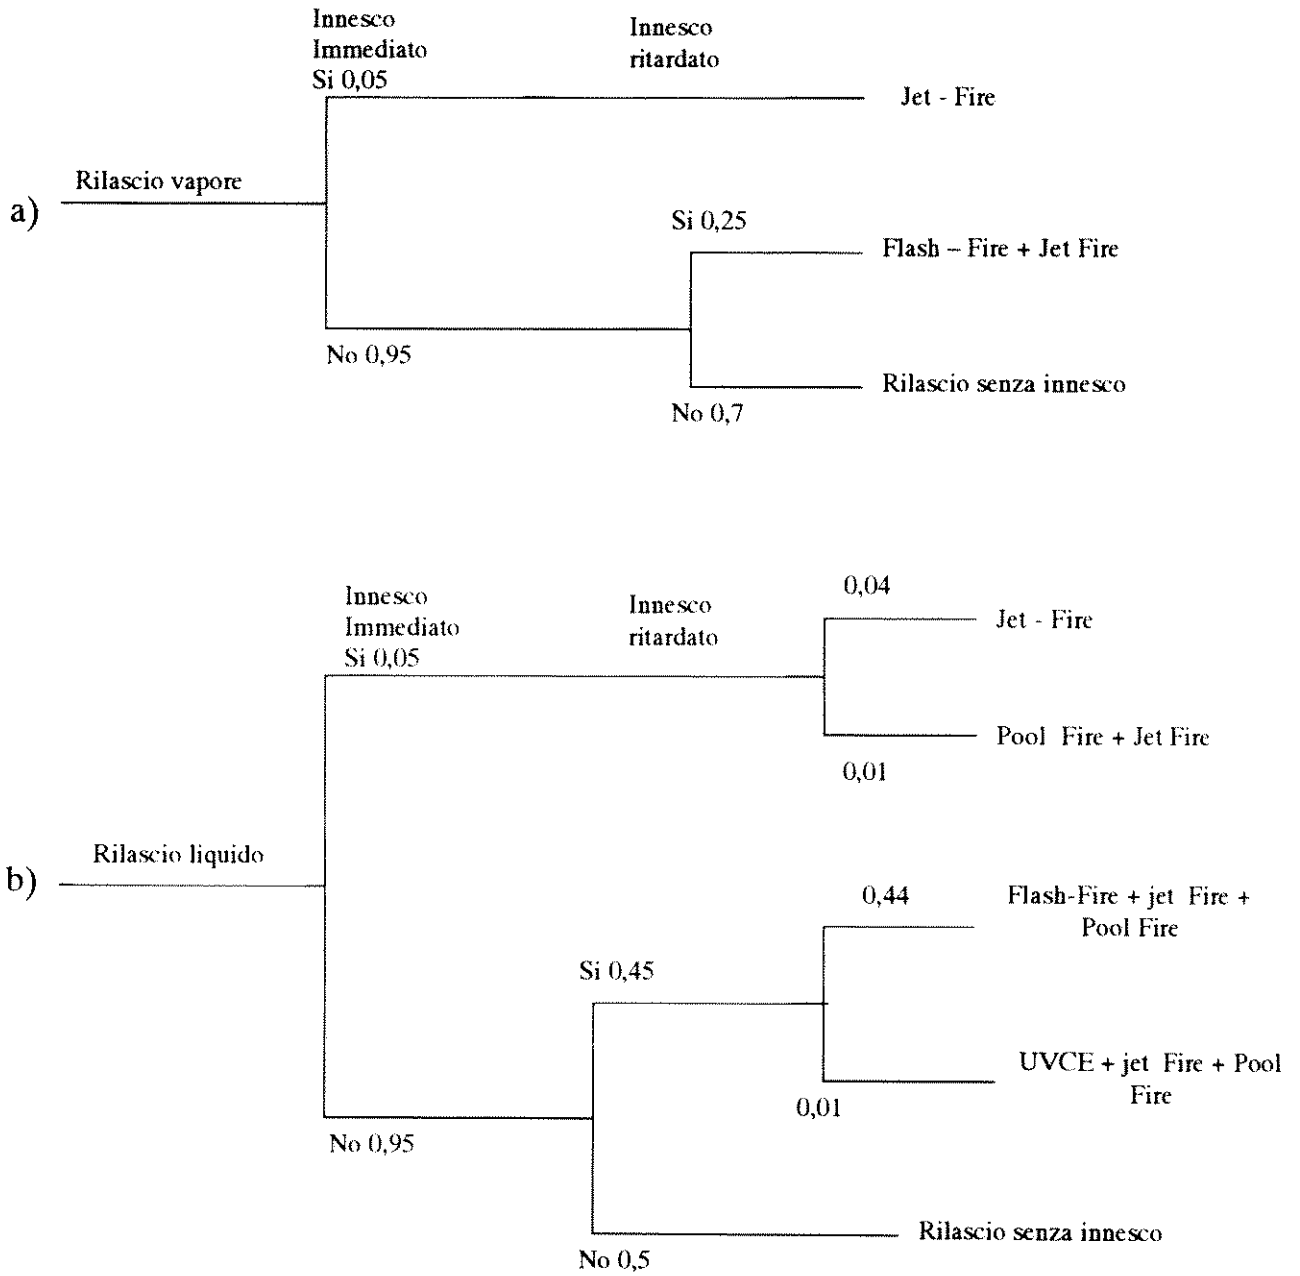 Innesco
Immediato
Si 0,05
Innesco
ritardato
Jet - Fire
Rilascio vapore
a)
Si 0,25
Flash – Fire + Jet Fire
No 0,95
Rilascio senza innesco
No 0,7
0,04
Innesco
Immediato
Si 0,05
Innesco
ritardato
Jet - Fire
Pool Fire + Jet Fire
0,01
Rilascio liquido
b)
0,44
Flash-Fire + jet Fire +
Pool Fire
Si 0,45
UVCE + jet Fire + Pool
Fire
0,01
No 0,95
Rilascio senza innesco
No 0,5